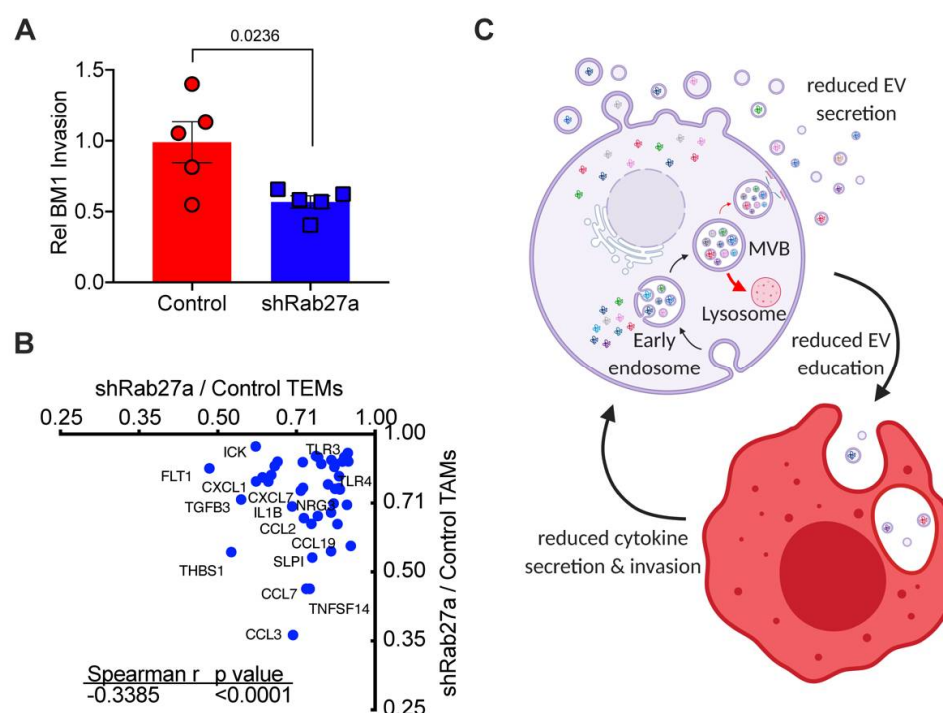 A
0.0236
Rel BM1 Invasion
1.5
1.0
0.5
0.0
Control
shRab27a
B
shRab27a / Control TEMs
0.25 0.35 0.50 0.71 1.00
1.00
0.71
0.50
0.35
0.25
shRab27a / Control TAMs
ICK
TLR3
FLT1
CXCL1
TLR4
TGFB3
CXCL7
NRG3
IL1B
CCL2
CCL19
THBS1
SLPI
CCL7
TNFSF14
CCL3
Spearman r p value
-0.3385 <0.0001
C
reduced EV
secretion
MVB
Lysosome
Early
endosome
reduced EV
education
reduced cytokine
secretion & invasion